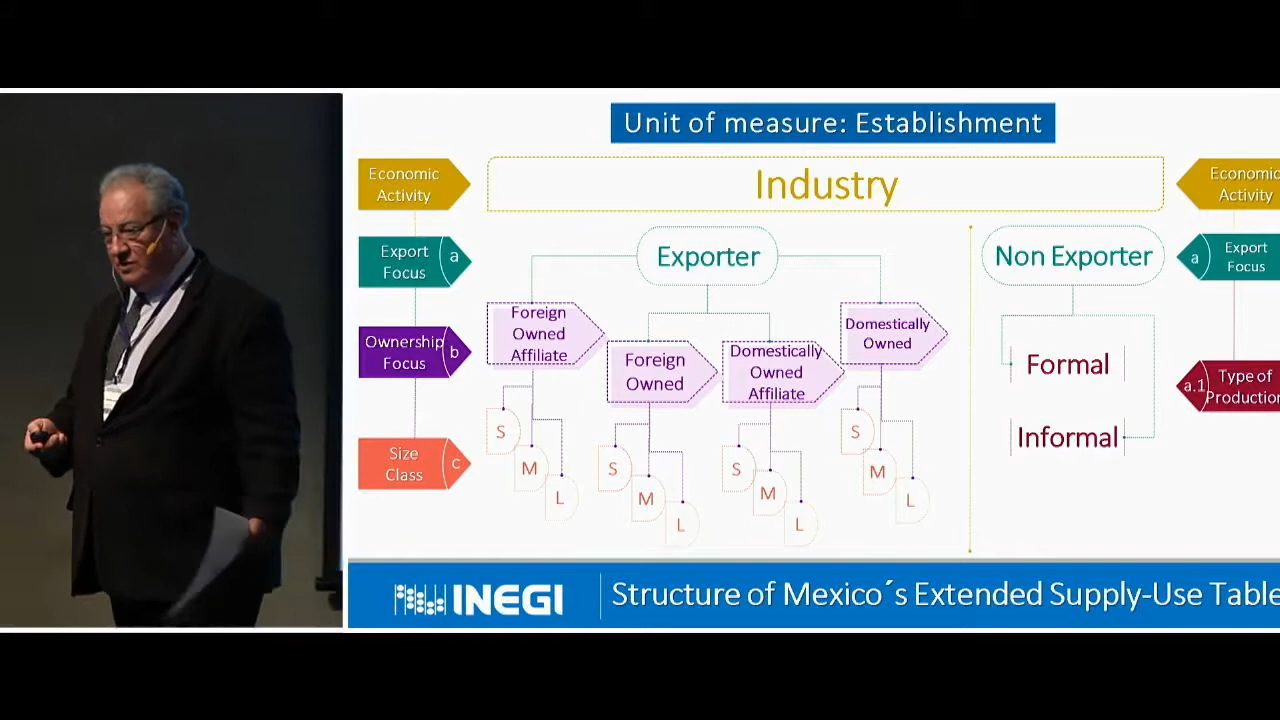 Unit of measure: Establishment
Economic
Activity
Industry
Economic
Activity
Export
Focus
a
Exporter
Non Exporter
a
Export
Focus
Ownership
Focus
b
Foreign
Owned
Affiliate
Foreign
Owned
Domestically
Owned
Affiliate
Domestically
Owned
Formal
Informal
a.1
Type of
Production
Size
Class
c
S
M
L
S
M
L
S
M
L
S
M
L
INEGI
Structure of Mexico´s Extended Supply-Use Table